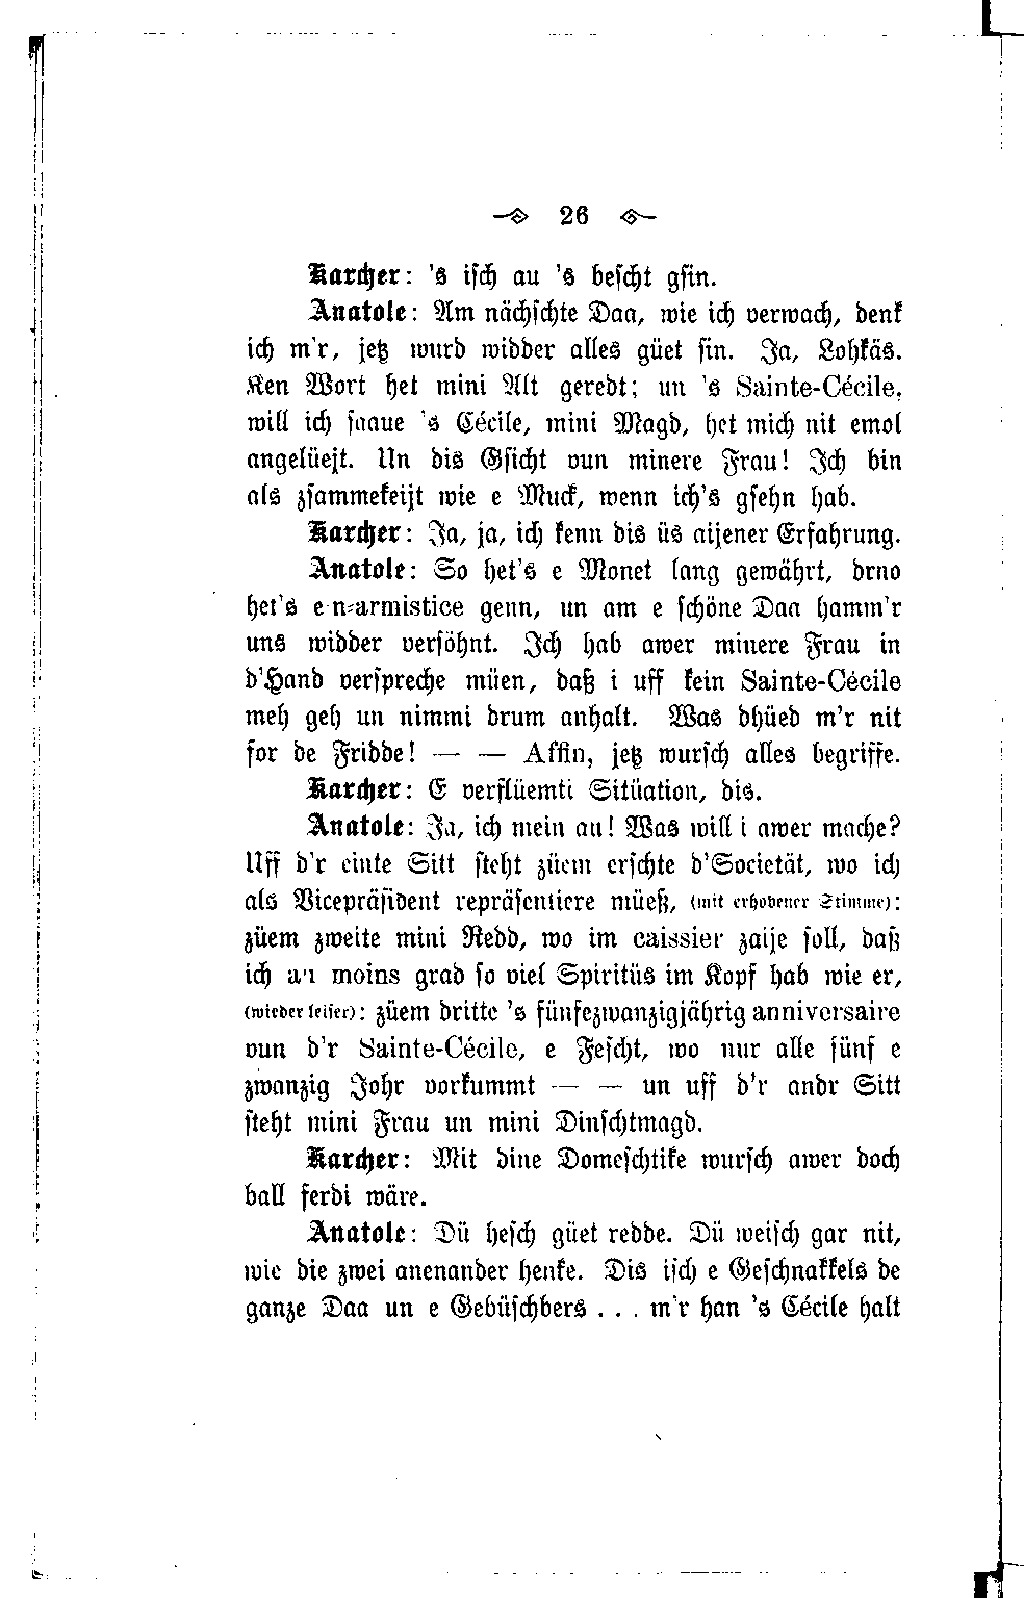 26
Karcher: 's isch au 's bescht gsin.
Anatole: Am nächschte Daa, wie ich verwach, denk
ich m'r, jetz wurd widder alles güet sin. Ja, Lohkäs.
Ken Wort het mini Alt geredt; un 's Sainte-Cécile,
will ich saaue 's Cécile, mini Magd, het mich nit emol
angelüejt. Un dis Gsicht vun minere Frau! Ich bin
als zsammekeijt wie e Muck, wenn ich's gsehn hab.
Karcher: Ja, ja, ich kenn dis üs aijener Erfahrung.
Anatole: So het's e Monet lang gewährt, drno
het's e n-armistice genn, un am e schöne Daa hamm'r
uns widder versöhnt. Ich hab awer minere Frau in
d'Hand verspreche müen, daß i uff kein Sainte-Cécile
meh geh un nimmi drum anhalt. Was dhüed m'r nit
for de Fridde! — — Affin, jetz wursch alles begriffe.
Karcher: E verflüemti Sitüation, dis.
Anatole: Ja, ich mein au! Was will i awer mache?
Uff d'r einte Sitt steht züem erschte d'Societät, wo ich
als Vicepräsident repräsentiere müeß, (mit erhobener Stimme):
züem zweite mini Redd, wo im caissier zaije soll, daß
ich au moins grad so viel Spiritüs im Kopf hab wie er,
(wieder leiser): züem dritte 's fünfezwanzigjährig anniversaire
vun d'r Sainte-Cécile, e Fescht, wo nur alle fünf e
zwanzig Johr vorkummt — — un uff d'r andr Sitt
steht mini Frau un mini Dinschtmagd.
Karcher: Mit dine Domeschtike wursch awer doch
ball ferdi wäre.
Anatole: Dü hesch güet redde. Dü weisch gar nit,
wie die zwei anenander henke. Dis isch e Geschnakkels de
ganze Daa un e Gebüschbers . . . m'r han 's Cécile halt